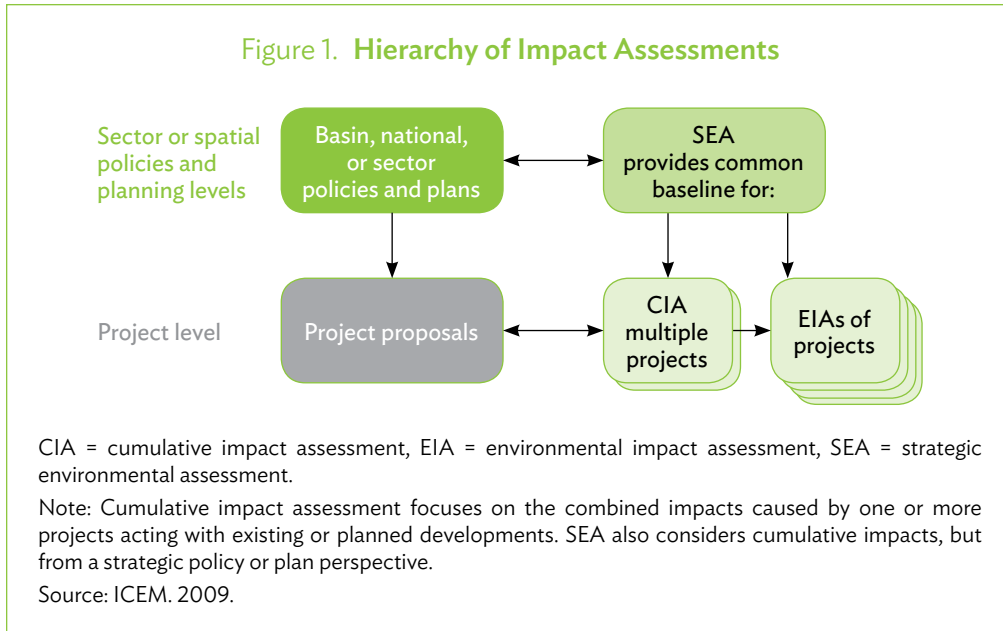 Figure 1. Hierarchy of Impact Assessments
Sector or spatial
policies and
planning levels
Basin, national,
or sector
policies and plans
SEA
provides common
baseline for:
Project level
Project proposals
CIA
multiple
projects
EIAs of
projects
CIA = cumulative impact assessment, EIA = environmental impact assessment, SEA = strategic
environmental assessment.
Note: Cumulative impact assessment focuses on the combined impacts caused by one or more
projects acting with existing or planned developments. SEA also considers cumulative impacts, but
from a strategic policy or plan perspective.
Source: ICEM. 2009.